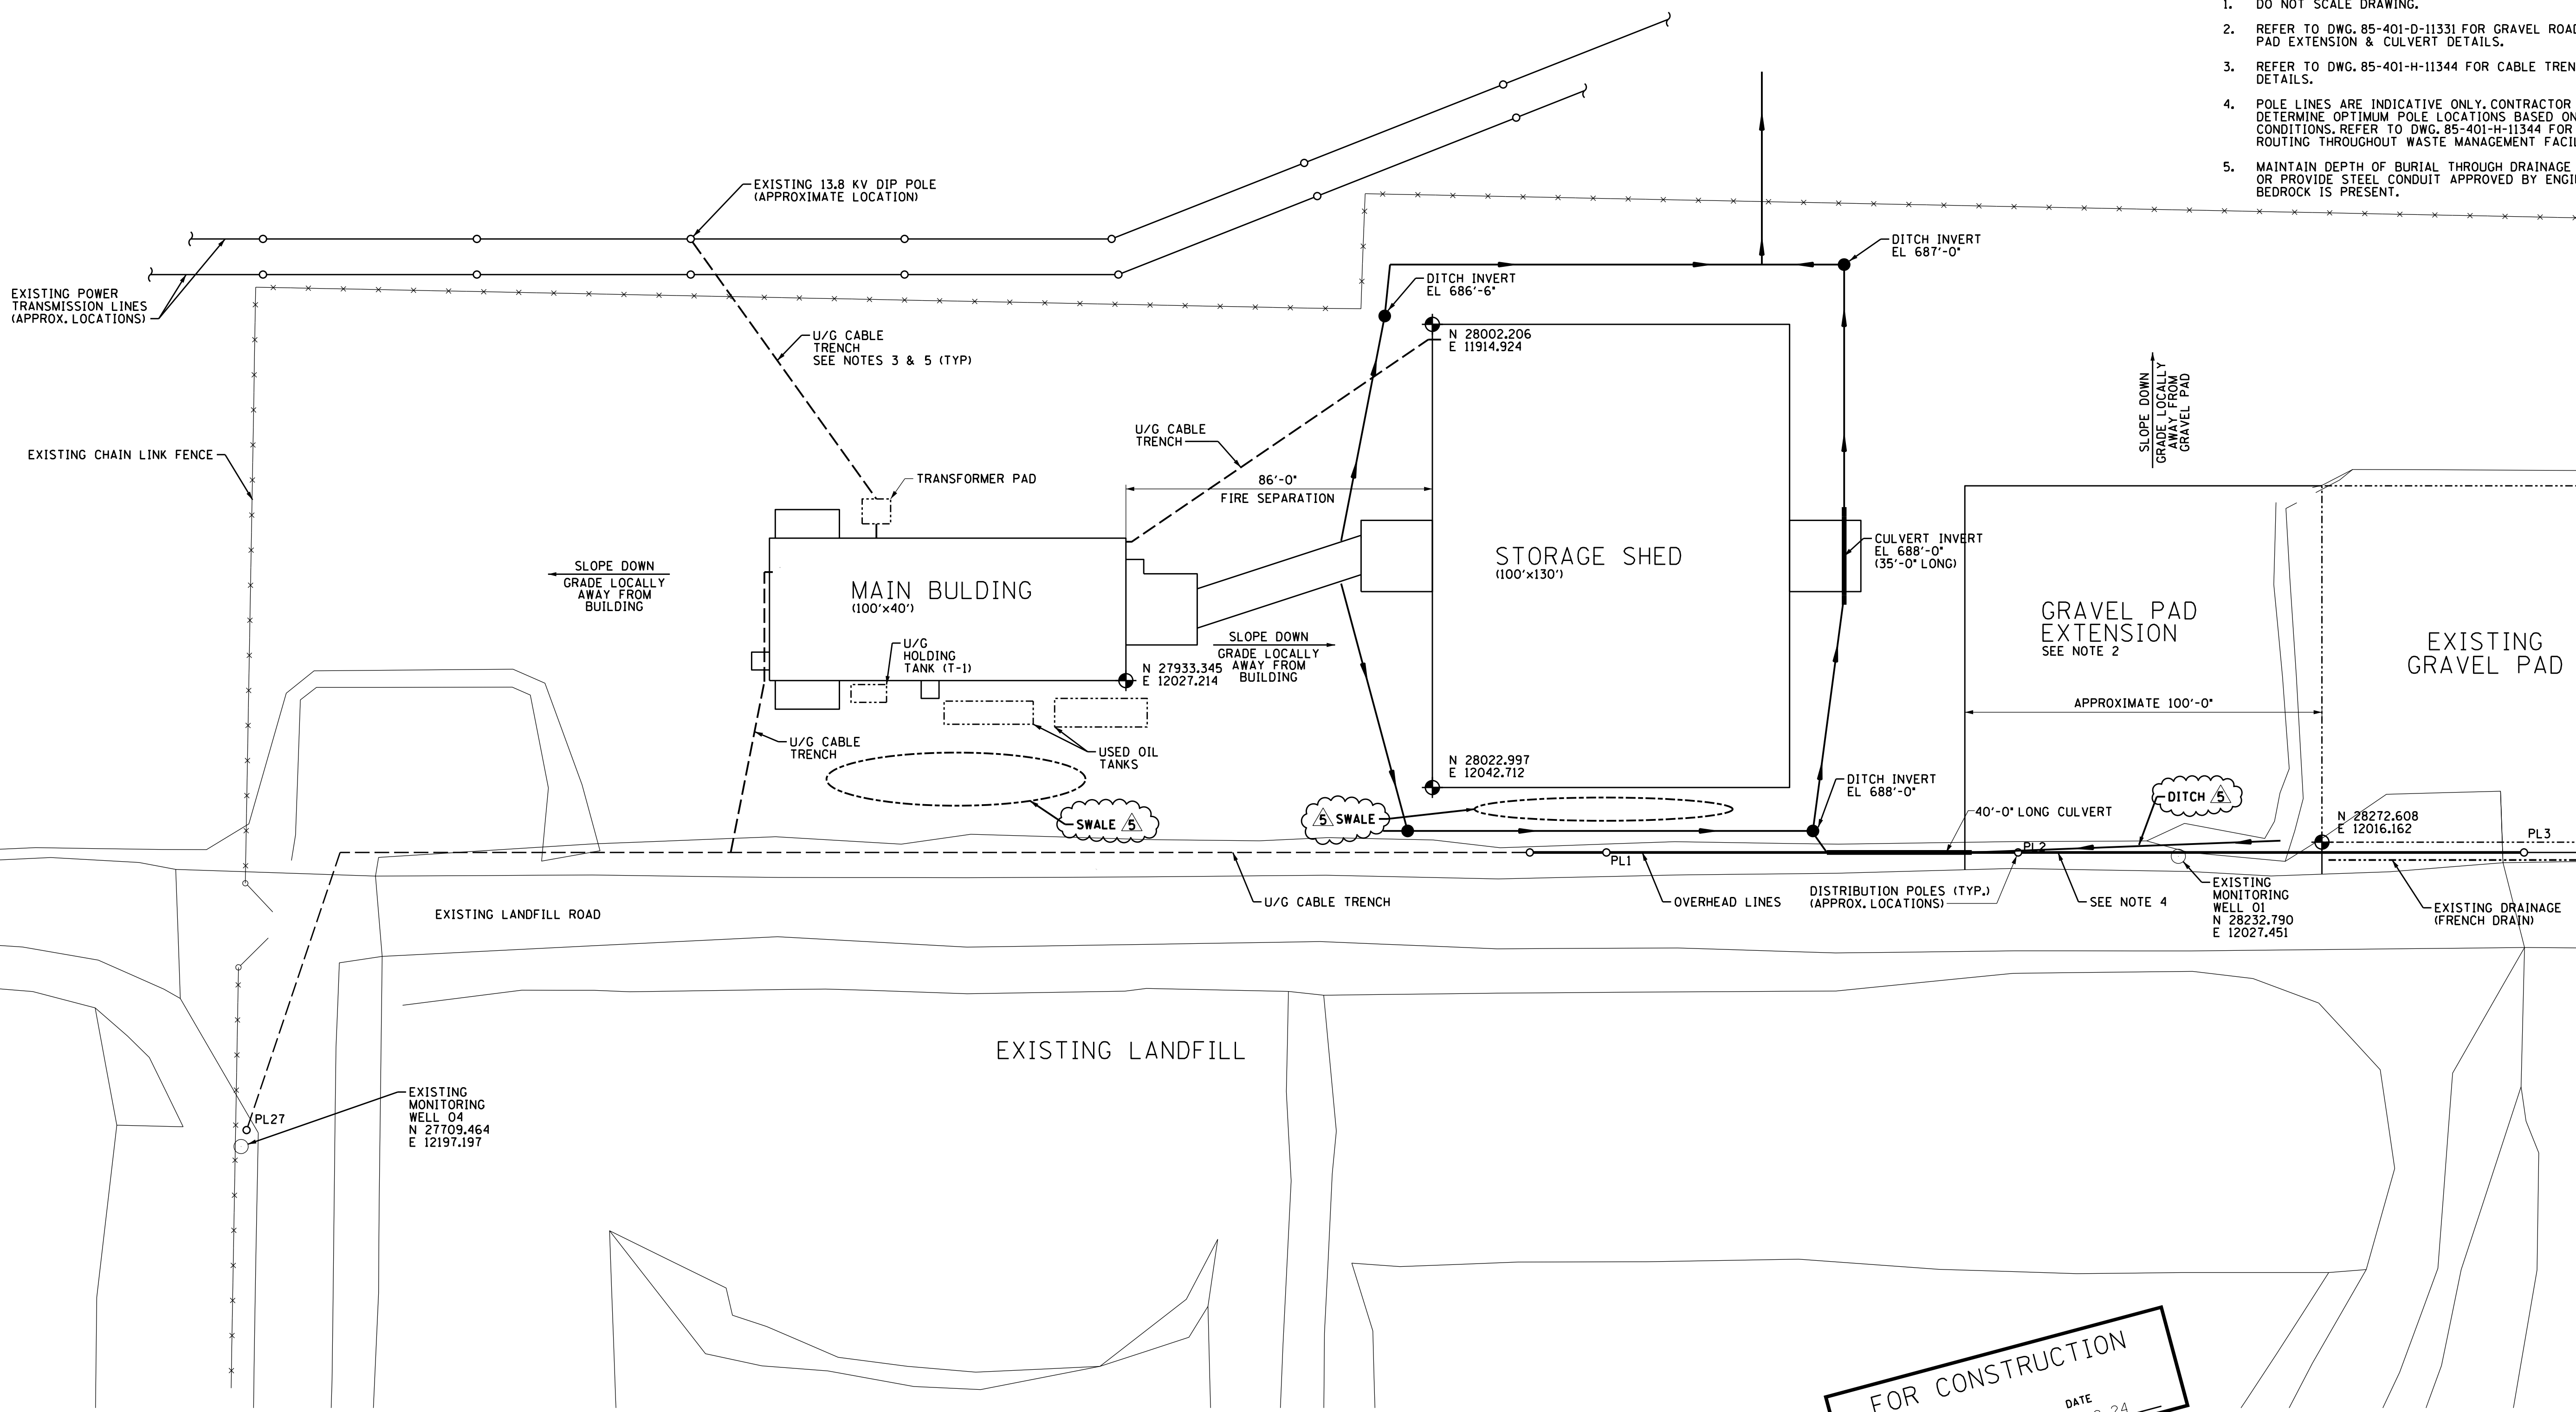 1. DO NOT SCALE DRAWING.
2. REFER TO DWG. 85-401-D-11331 FOR GRAVEL ROAD
PAD EXTENSION & CULVERT DETAILS.
3. REFER TO DWG. 85-401-H-11344 FOR CABLE TREN
DETAILS.
4. POLE LINES ARE INDICATIVE ONLY. CONTRACTOR
DETERMINE OPTIMUM POLE LOCATIONS BASED ON
CONDITIONS. REFER TO DWG. 85-401-H-11344 FOR
ROUTING THROUGHOUT WASTE MANAGEMENT FACIL
5. MAINTAIN DEPTH OF BURIAL THROUGH DRAINAGE
OR PROVIDE STEEL CONDUIT APPROVED BY ENGI
BEDROCK IS PRESENT.
EXISTING 13.8 KV DIP POLE
(APPROXIMATE LOCATION)
DITCH INVERT
EL 687'-0"
DITCH INVERT
EL 686'-6"
EXISTING POWER
TRANSMISSION LINES
(APPROX. LOCATIONS)
U/G CABLE
TRENCH
SEE NOTES 3 & 5 (TYP)
N 28002.206
E 11914.924
SLOPE DOWN
GRADE LOCALLY
AWAY FROM
GRAVEL PAD
U/G CABLE
TRENCH
EXISTING CHAIN LINK FENCE
TRANSFORMER PAD
86'-0"
FIRE SEPARATION
CULVERT INVERT
EL 688'-0"
(35'-0" LONG)
STORAGE SHED
(100'x130')
SLOPE DOWN
GRADE LOCALLY
AWAY FROM
BUILDING
MAIN BULDING
(100'x40')
GRAVEL PAD
EXTENSION
SEE NOTE 2
EXISTING
GRAVEL PAD
U/G
HOLDING
TANK (T-1)
SLOPE DOWN
GRADE LOCALLY
AWAY FROM
BUILDING
N 27933.345
E 12027.214
APPROXIMATE 100'-0"
U/G CABLE
TRENCH
USED OIL
TANKS
N 28022.997
E 12042.712
DITCH INVERT
EL 688'-0"
DITCH 5
40'-0" LONG CULVERT
SWALE 5
5 SWALE
N 28272.608
E 12016.162
PL1
PL2
PL3
DISTRIBUTION POLES (TYP.)
(APPROX. LOCATIONS)
U/G CABLE TRENCH
OVERHEAD LINES
SEE NOTE 4
EXISTING
MONITORING
WELL 01
N 28232.790
E 12027.451
EXISTING DRAINAGE
(FRENCH DRAIN)
EXISTING LANDFILL ROAD
EXISTING LANDFILL
PL27
EXISTING
MONITORING
WELL 04
N 27709.464
E 12197.197
FOR CONSTRUCTION
DATE